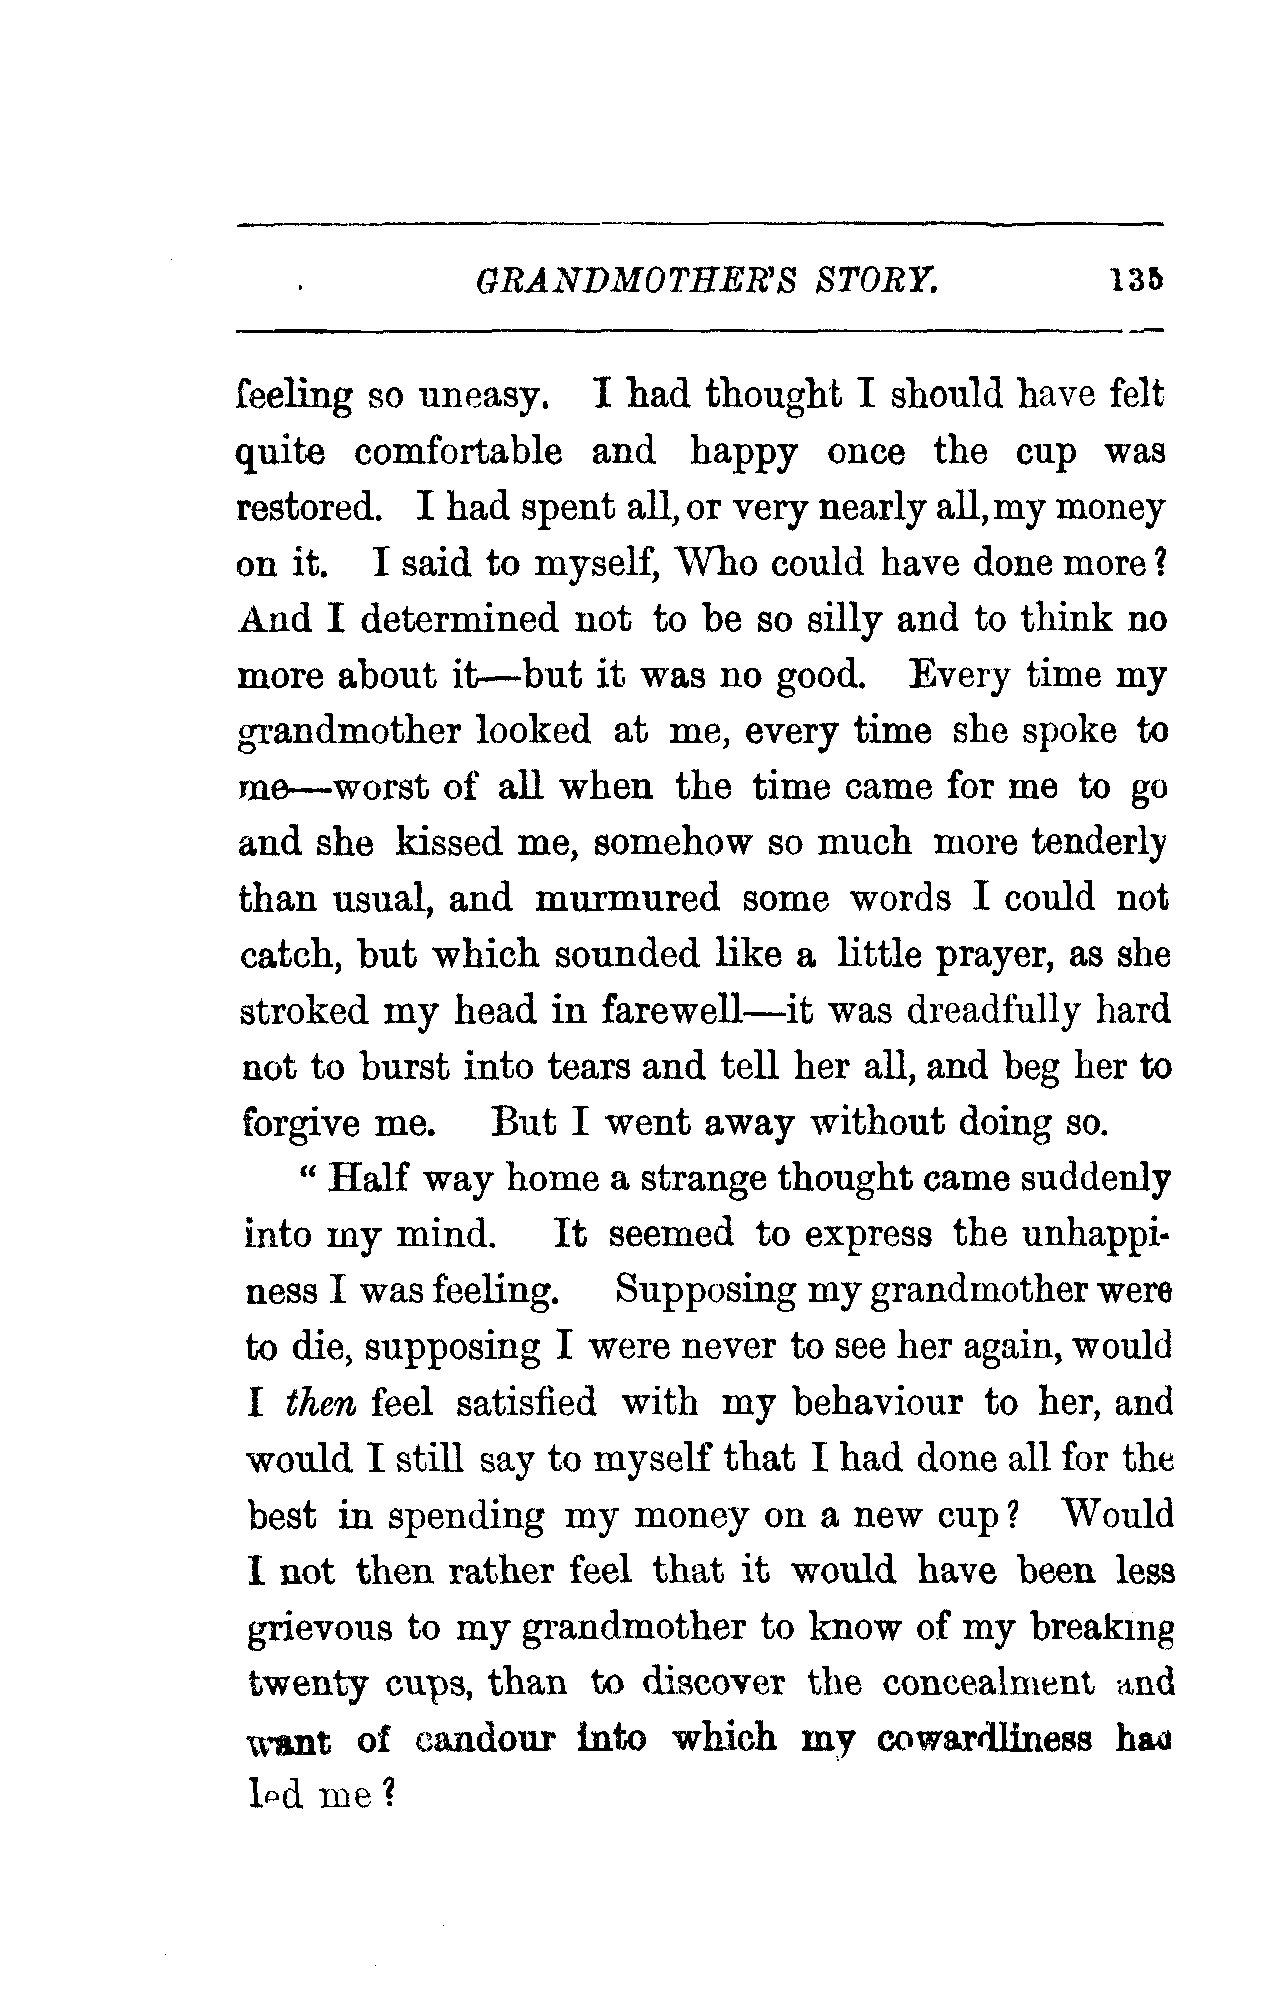 GRANDMOTHER'S STORY. 135
feeling so uneasy. I had thought I should have felt
quite comfortable and happy once the cup was
restored. I had spent all, or very nearly all, my money
on it. I said to myself, Who could have done more?
And I determined not to be so silly and to think no
more about it—but it was no good. Every time my
grandmother looked at me, every time she spoke to
me—worst of all when the time came for me to go
and she kissed me, somehow so much more tenderly
than usual, and murmured some words I could not
catch, but which sounded like a little prayer, as she
stroked my head in farewell—it was dreadfully hard
not to burst into tears and tell her all, and beg her to
forgive me. But I went away without doing so.
"Half way home a strange thought came suddenly
into my mind. It seemed to express the unhappi-
ness I was feeling. Supposing my grandmother were
to die, supposing I were never to see her again, would
I then feel satisfied with my behaviour to her, and
would I still say to myself that I had done all for the
best in spending my money on a new cup? Would
I not then rather feel that it would have been less
grievous to my grandmother to know of my breaking
twenty cups, than to discover the concealment and
want of candour into which my cowardliness had
led me?